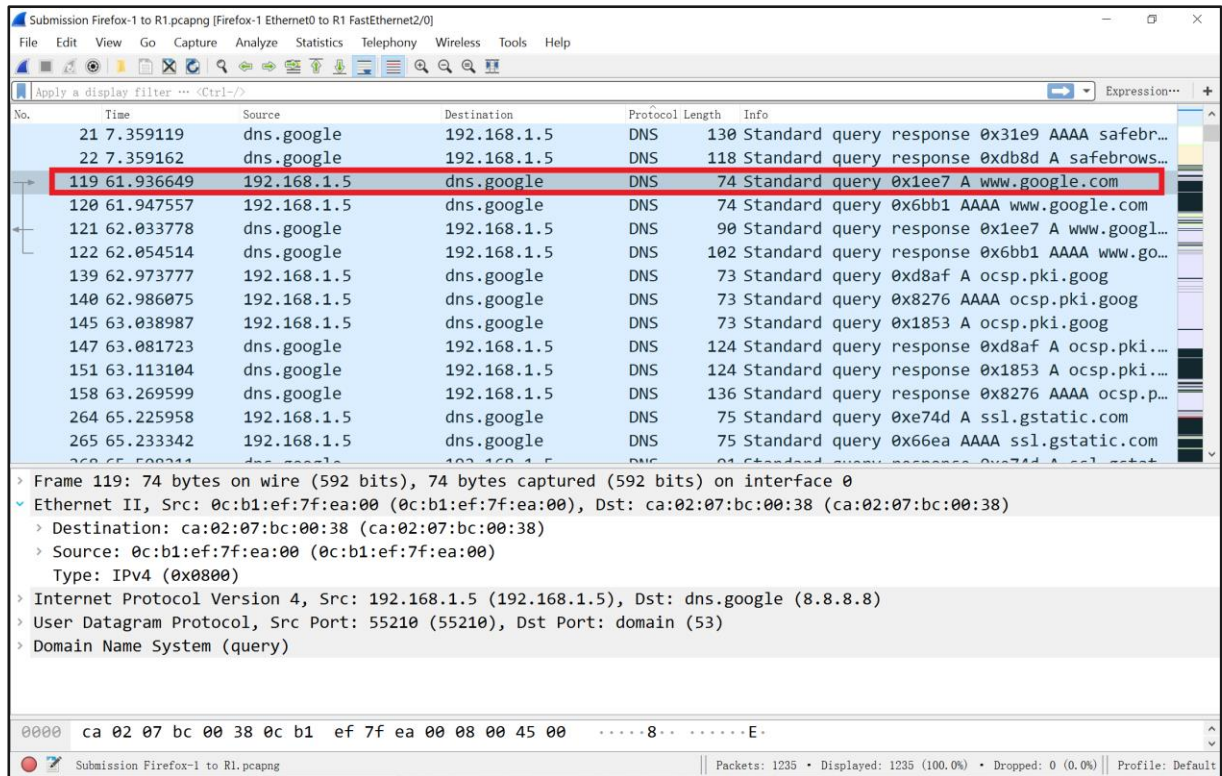 Submission Firefox-1 to R1.pcapng [Firefox-1 Ethernet0 to R1 FastEthernet2/0]
File Edit View Go Capture Analyze Statistics Telephony Wireless Tools Help
Apply a display filter ··· <Ctrl-/> Expression··· +
No. Time Source Destination Protocol Length Info
21 7.359119 dns.google 192.168.1.5 DNS 130 Standard query response 0x31e9 AAAA safebr…
22 7.359162 dns.google 192.168.1.5 DNS 118 Standard query response 0xdb8d A safebrows…
119 61.936649 192.168.1.5 dns.google DNS 74 Standard query 0x1ee7 A www.google.com
120 61.947557 192.168.1.5 dns.google DNS 74 Standard query 0x6bb1 AAAA www.google.com
121 62.033778 dns.google 192.168.1.5 DNS 90 Standard query response 0x1ee7 A www.googl…
122 62.054514 dns.google 192.168.1.5 DNS 102 Standard query response 0x6bb1 AAAA www.go…
139 62.973777 192.168.1.5 dns.google DNS 73 Standard query 0xd8af A ocsp.pki.goog
140 62.986075 192.168.1.5 dns.google DNS 73 Standard query 0x8276 AAAA ocsp.pki.goog
145 63.038987 192.168.1.5 dns.google DNS 73 Standard query 0x1853 A ocsp.pki.goog
147 63.081723 dns.google 192.168.1.5 DNS 124 Standard query response 0xd8af A ocsp.pki.…
151 63.113104 dns.google 192.168.1.5 DNS 124 Standard query response 0x1853 A ocsp.pki.…
158 63.269599 dns.google 192.168.1.5 DNS 136 Standard query response 0x8276 AAAA ocsp.p…
264 65.225958 192.168.1.5 dns.google DNS 75 Standard query 0xe74d A ssl.gstatic.com
265 65.233342 192.168.1.5 dns.google DNS 75 Standard query 0x66ea AAAA ssl.gstatic.com
Frame 119: 74 bytes on wire (592 bits), 74 bytes captured (592 bits) on interface 0
Ethernet II, Src: 0c:b1:ef:7f:ea:00 (0c:b1:ef:7f:ea:00), Dst: ca:02:07:bc:00:38 (ca:02:07:bc:00:38)
Destination: ca:02:07:bc:00:38 (ca:02:07:bc:00:38)
Source: 0c:b1:ef:7f:ea:00 (0c:b1:ef:7f:ea:00)
Type: IPv4 (0x0800)
Internet Protocol Version 4, Src: 192.168.1.5 (192.168.1.5), Dst: dns.google (8.8.8.8)
User Datagram Protocol, Src Port: 55210 (55210), Dst Port: domain (53)
Domain Name System (query)
0000 ca 02 07 bc 00 38 0c b1 ef 7f ea 00 08 00 45 00 ·····8·· ······E·
Submission Firefox-1 to R1.pcapng Packets: 1235 · Displayed: 1235 (100.0%) · Dropped: 0 (0.0%) Profile: Default